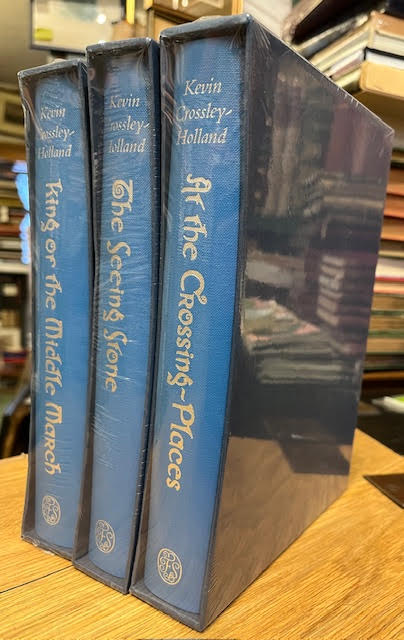 Kevin
Crossley-
Holland
King of the Middle March
Kevin
Crossley-
Holland
The Seeing Stone
Kevin
Crossley-
Holland
At the Crossing-Places